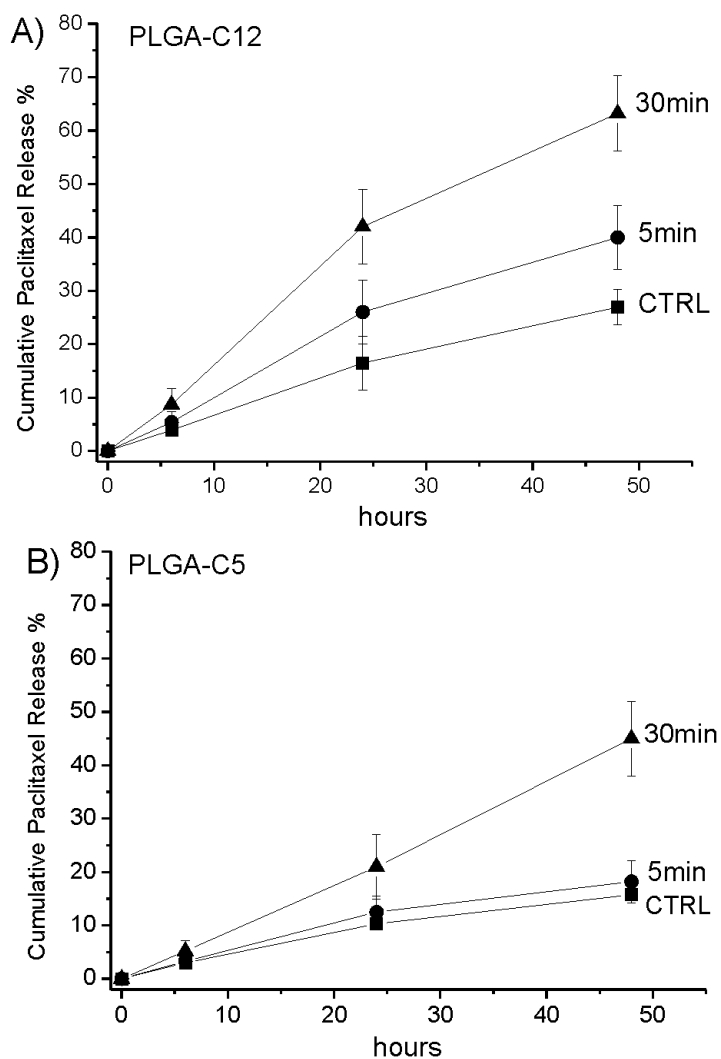 A) PLGA-C12
Cumulative Paclitaxel Release %
80
70
60
50
40
30
20
10
0
30min
5min
CTRL
0 10 20 30 40 50
hours
B) PLGA-C5
Cumulative Paclitaxel Release %
80
70
60
50
40
30
20
10
0
30min
5min
CTRL
0 10 20 30 40 50
hours